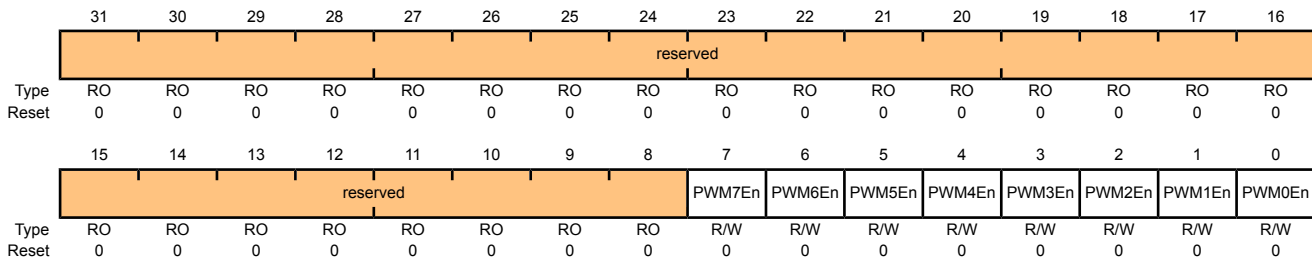 31 30 29 28 27 26 25 24 23 22 21 20 19 18 17 16
reserved
Type RO RO RO RO RO RO RO RO RO RO RO RO RO RO RO RO
Reset 0 0 0 0 0 0 0 0 0 0 0 0 0 0 0 0
15 14 13 12 11 10 9 8 7 6 5 4 3 2 1 0
reserved PWM7En PWM6En PWM5En PWM4En PWM3En PWM2En PWM1En PWM0En
Type RO RO RO RO RO RO RO RO R/W R/W R/W R/W R/W R/W R/W R/W
Reset 0 0 0 0 0 0 0 0 0 0 0 0 0 0 0 0